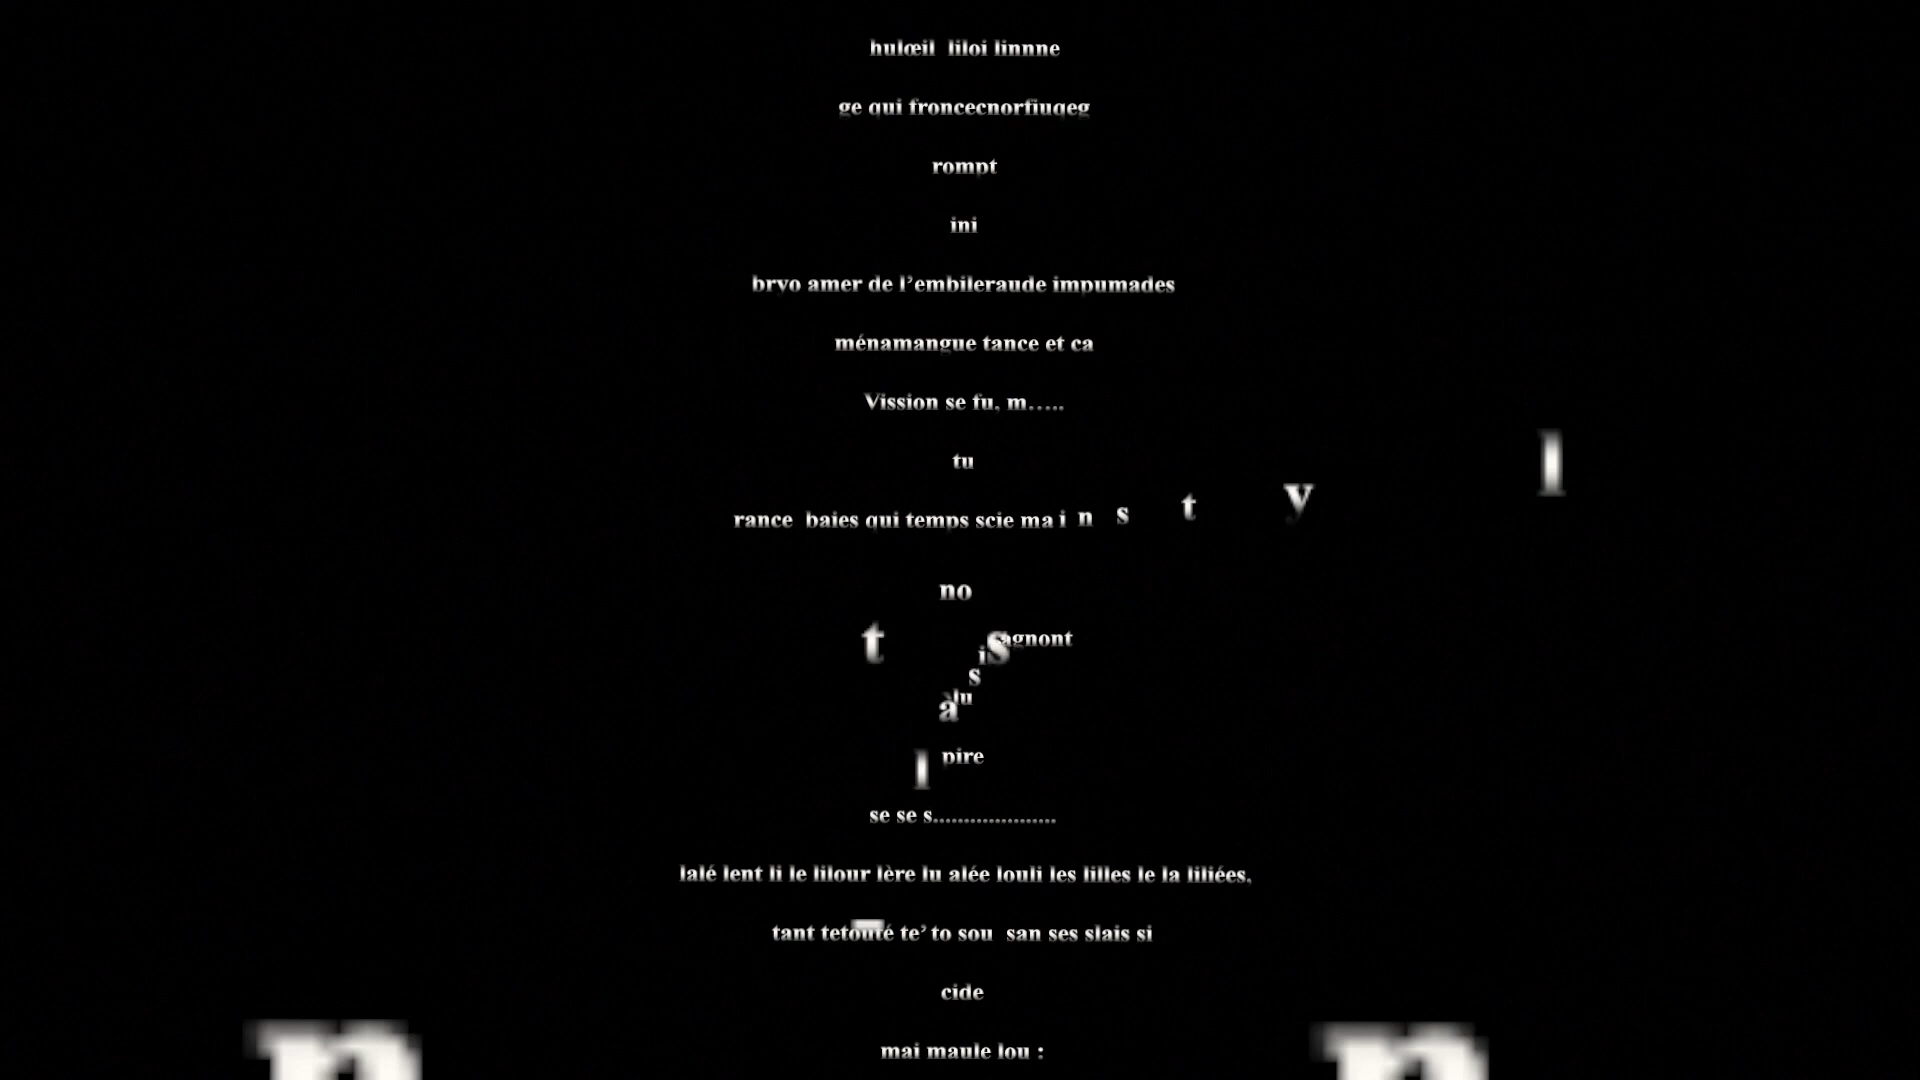 hulœil liloi linnne
ge qui froncecnorfiuqeg
rompt
ini
bryo amer de l’embileraude impumades
ménamangue tance et ca
Vission se fu, m…..
tu
rance baies qui temps scie ma i n s t y l
no
t s agnont
i
s
à lu
l pire
se se s....................
lalé lent li le lilour lère lu alée louli les lilles le la liliées,
tant tetouté te’ to sou san ses slais si
cide
mai maule lou :